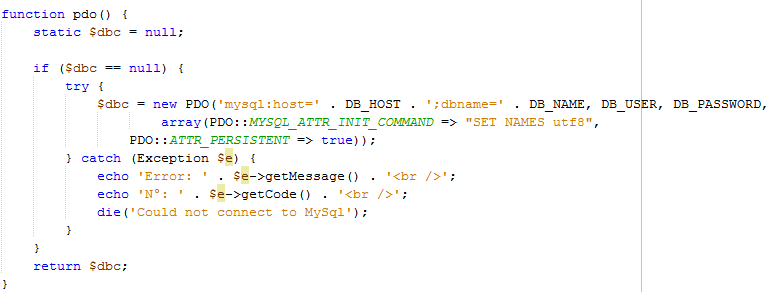 function pdo() {
    static $dbc = null;

    if ($dbc == null) {
        try {
            $dbc = new PDO('mysql:host=' . DB_HOST . ';dbname=' . DB_NAME, DB_USER, DB_PASSWORD,
                    array(PDO::MYSQL_ATTR_INIT_COMMAND => "SET NAMES utf8",
                PDO::ATTR_PERSISTENT => true));
        } catch (Exception $e) {
            echo 'Error: ' . $e->getMessage() . '<br />';
            echo 'Nº: ' . $e->getCode() . '<br />';
            die('Could not connect to MySql');
        }
    }
    return $dbc;
}